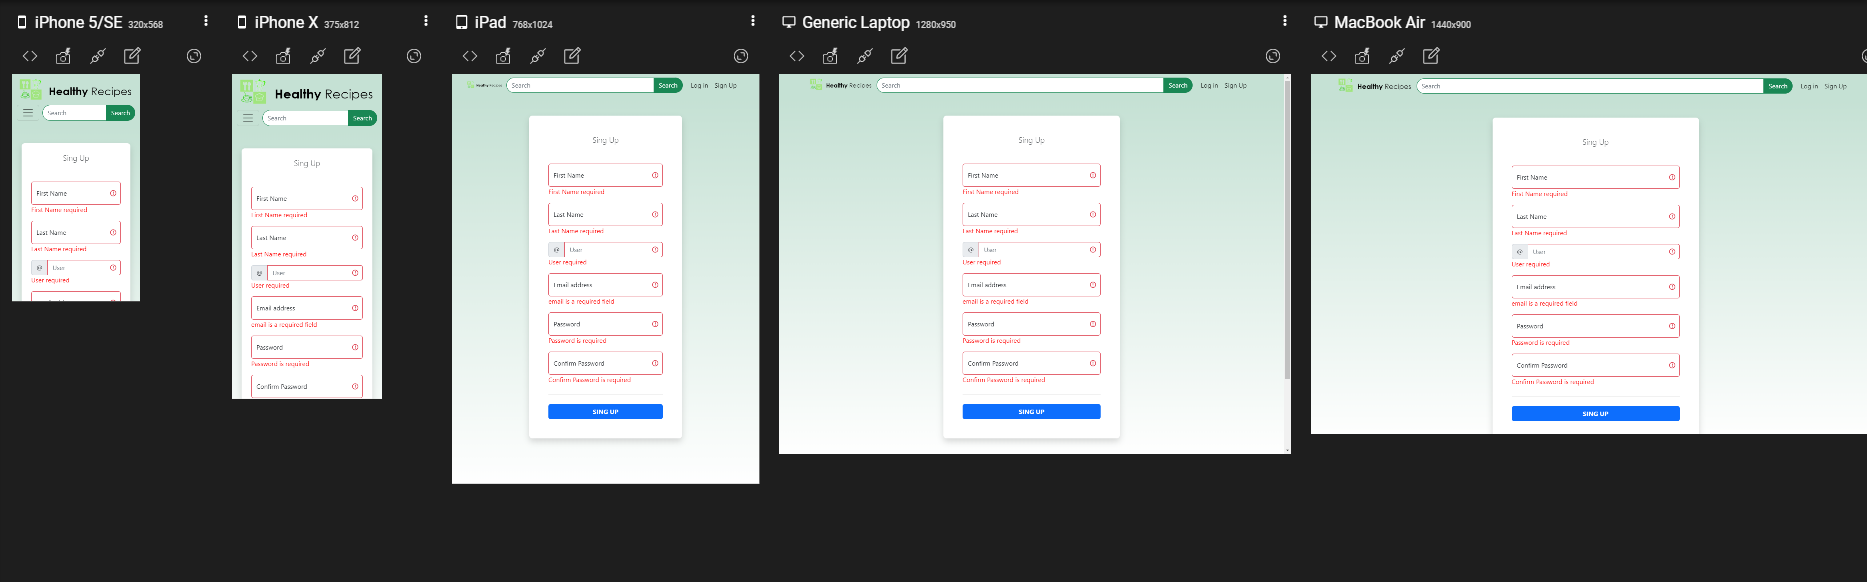 iPhone 5/SE 320x568
Healthy Recipes
Search Search
Sing Up
First Name
First Name required
Last Name
Last Name required
@ User
User required
iPhone X 375x812
Healthy Recipes
Search Search
Sing Up
First Name
First Name required
Last Name
Last Name required
@ User
User required
Email address
email is a required field
Password
Password is required
Confirm Password
iPad 768x1024
Healthy Recipes Search Search Log in Sign Up
Sing Up
First Name
First Name required
Last Name
Last Name required
@ User
User required
Email address
email is a required field
Password
Password is required
Confirm Password
Confirm Password is required
SING UP
Generic Laptop 1280x950
Healthy Recipes Search Search Log in Sign Up
Sing Up
First Name
First Name required
Last Name
Last Name required
@ User
User required
Email address
email is a required field
Password
Password is required
Confirm Password
Confirm Password is required
SING UP
MacBook Air 1440x900
Healthy Recipes Search Search Log in Sign Up
Sing Up
First Name
First Name required
Last Name
Last Name required
@ User
User required
Email address
email is a required field
Password
Password is required
Confirm Password
Confirm Password is required
SING UP